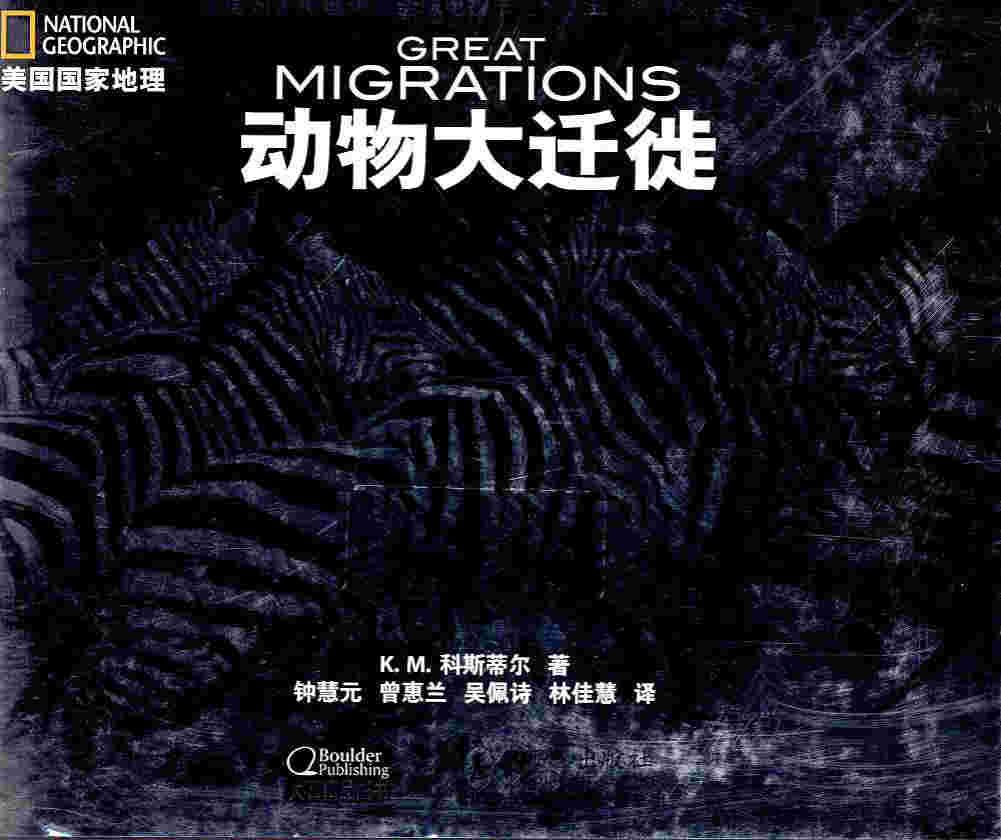 NATIONAL
GEOGRAPHIC
美国国家地理
GREAT
MIGRATIONS
动物大迁徙
K. M. 科斯蒂尔 著
钟慧元 曾惠兰 吴佩诗 林佳慧 译
Boulder
Publishing